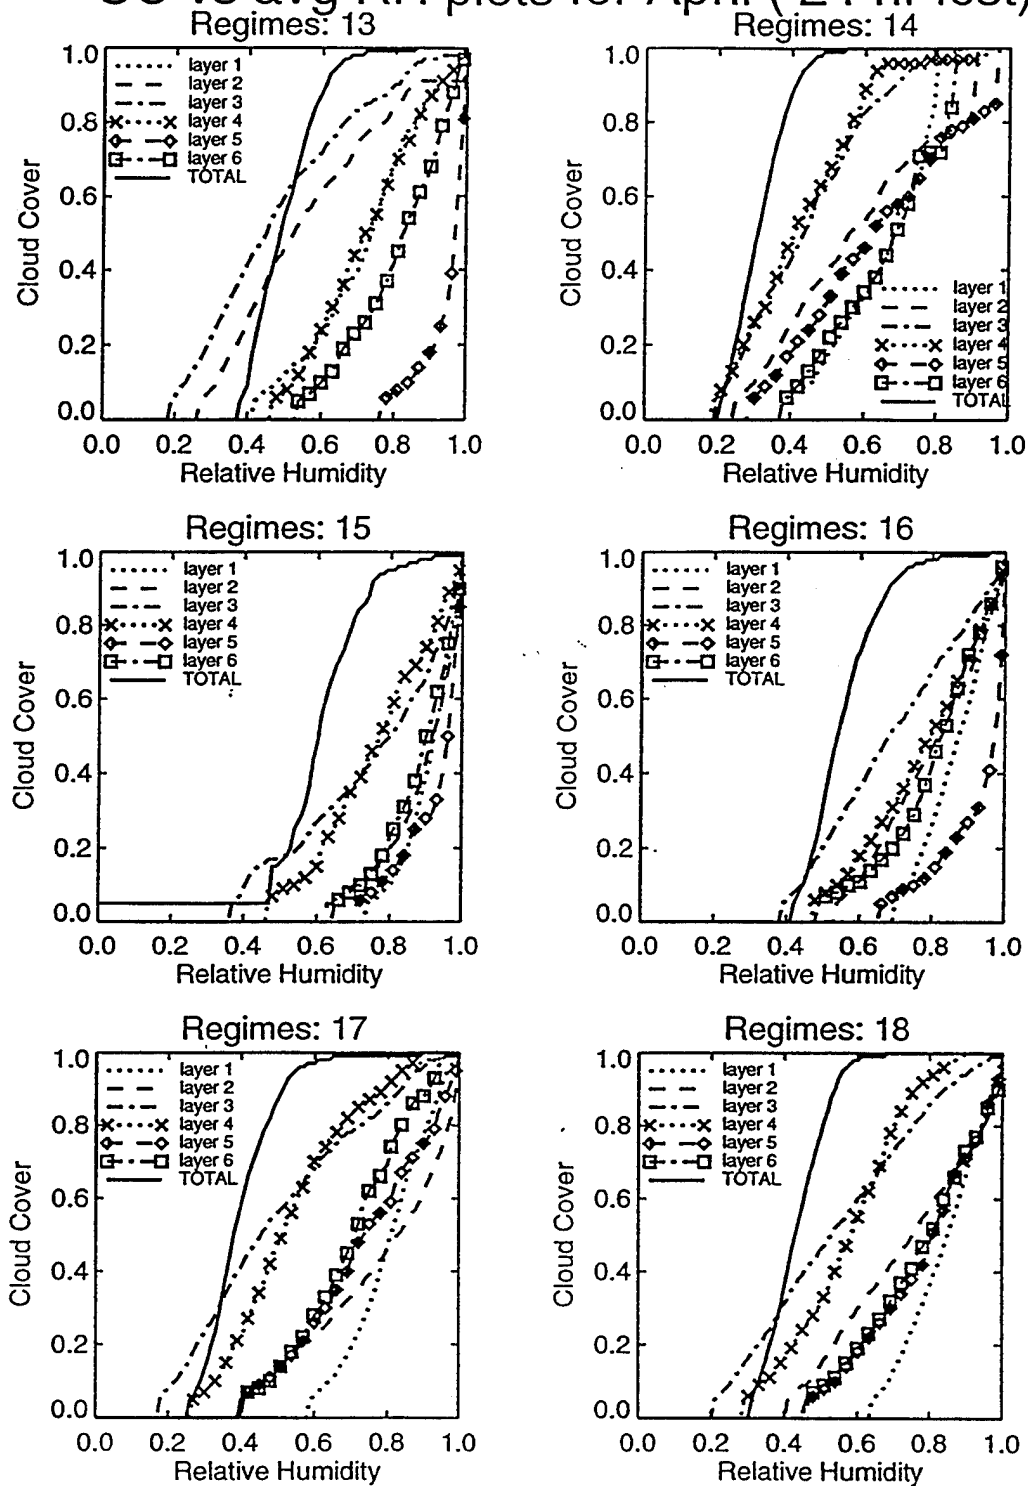 CC vs avg RH plots for April ( 24 hr fcst)
Regimes: 13
Regimes: 14
1.0
0.8
0.6
0.4
0.2
0.0
Cloud Cover
layer 1
layer 2
layer 3
layer 4
layer 5
layer 6
TOTAL
0.0 0.2 0.4 0.6 0.8 1.0
Relative Humidity
1.0
0.8
0.6
0.4
0.2
0.0
Cloud Cover
layer 1
layer 2
layer 3
layer 4
layer 5
layer 6
TOTAL
0.0 0.2 0.4 0.6 0.8 1.0
Relative Humidity
Regimes: 15
Regimes: 16
1.0
0.8
0.6
0.4
0.2
0.0
Cloud Cover
layer 1
layer 2
layer 3
layer 4
layer 5
layer 6
TOTAL
0.0 0.2 0.4 0.6 0.8 1.0
Relative Humidity
1.0
0.8
0.6
0.4
0.2
0.0
Cloud Cover
layer 1
layer 2
layer 3
layer 4
layer 5
layer 6
TOTAL
0.0 0.2 0.4 0.6 0.8 1.0
Relative Humidity
Regimes: 17
Regimes: 18
1.0
0.8
0.6
0.4
0.2
0.0
Cloud Cover
layer 1
layer 2
layer 3
layer 4
layer 5
layer 6
TOTAL
0.0 0.2 0.4 0.6 0.8 1.0
Relative Humidity
1.0
0.8
0.6
0.4
0.2
0.0
Cloud Cover
layer 1
layer 2
layer 3
layer 4
layer 5
layer 6
TOTAL
0.0 0.2 0.4 0.6 0.8 1.0
Relative Humidity